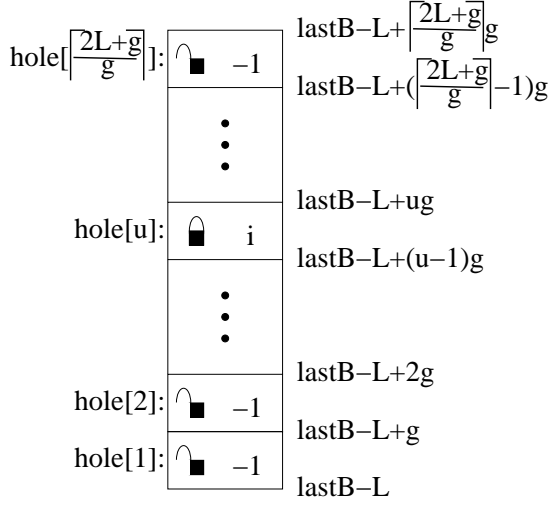 lastB−L+⌈2L+g/g⌉g
hole[⌈2L+g/g⌉]: −1
lastB−L+(⌈2L+g/g⌉−1)g
lastB−L+ug
hole[u]: i
lastB−L+(u−1)g
lastB−L+2g
hole[2]: −1
lastB−L+g
hole[1]: −1
lastB−L